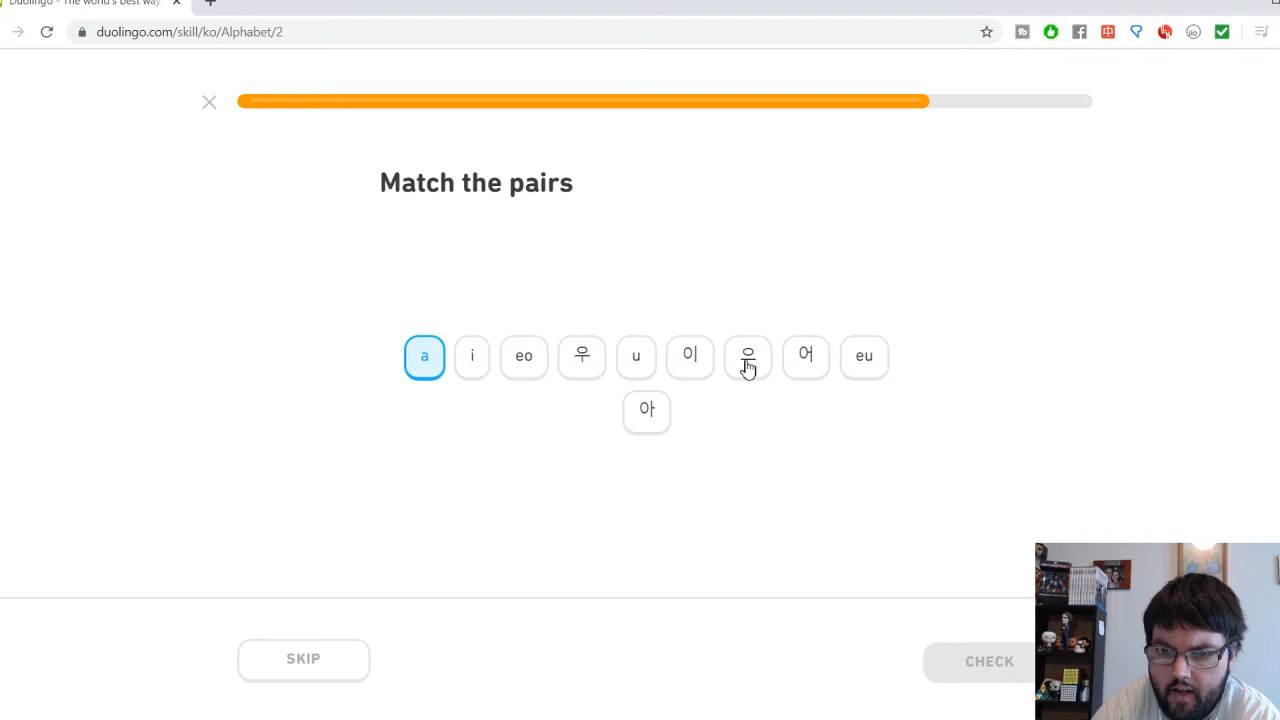 Duolingo - The world's best way
duolingo.com/skill/ko/Alphabet/2
Match the pairs
a i eo 우 u 이 으 어 eu
아
SKIP
CHECK